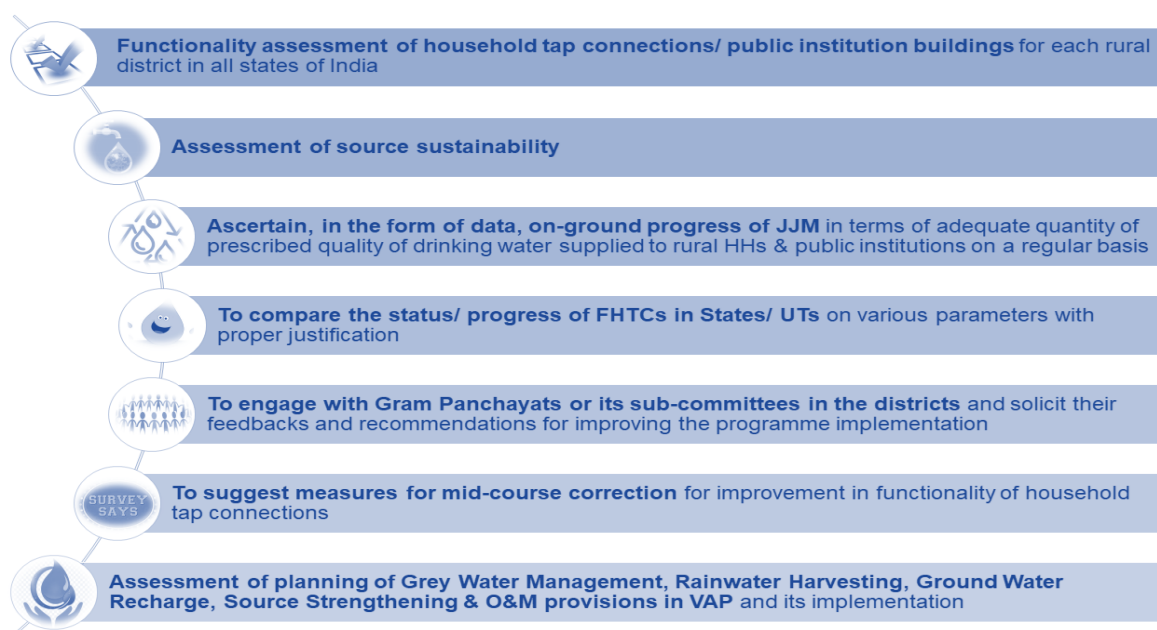 Functionality assessment of household tap connections/ public institution buildings for each rural
district in all states of India
Assessment of source sustainability
Ascertain, in the form of data, on-ground progress of JJM in terms of adequate quantity of
prescribed quality of drinking water supplied to rural HHs & public institutions on a regular basis
To compare the status/ progress of FHTCs in States/ UTs on various parameters with
proper justification
To engage with Gram Panchayats or its sub-committees in the districts and solicit their
feedbacks and recommendations for improving the programme implementation
SURVEY
SAYS
To suggest measures for mid-course correction for improvement in functionality of household
tap connections
Assessment of planning of Grey Water Management, Rainwater Harvesting, Ground Water
Recharge, Source Strengthening & O&M provisions in VAP and its implementation